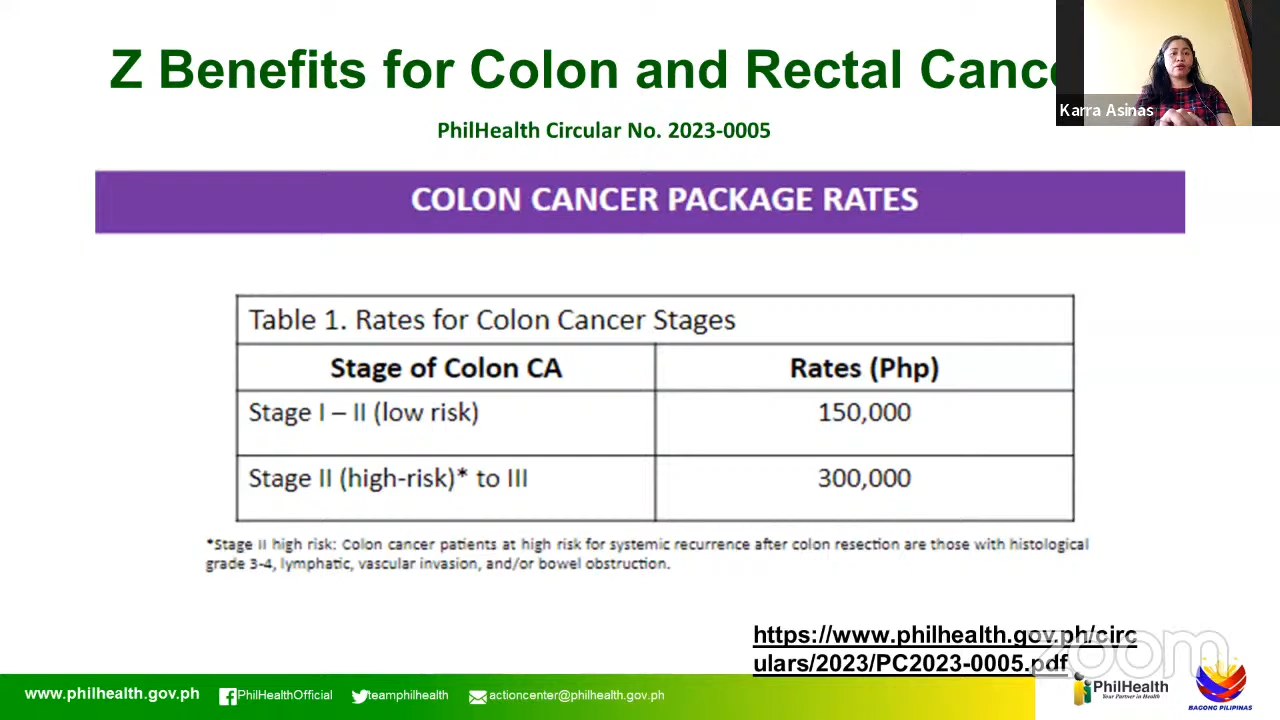 Z Benefits for Colon and Rectal Canc
Karra Asinas
PhilHealth Circular No. 2023-0005
COLON CANCER PACKAGE RATES
Table 1. Rates for Colon Cancer Stages
Stage of Colon CA Rates (Php)
Stage I – II (low risk) 150,000
Stage II (high-risk)* to III 300,000
*Stage II high risk: Colon cancer patients at high risk for systemic recurrence after colon resection are those with histological
grade 3-4, lymphatic, vascular invasion, and/or bowel obstruction.
https://www.philhealth.gov.ph/circ
ulars/2023/PC2023-0005.pdf
zoom
www.philhealth.gov.ph PhilHealthOfficial teamphilhealth actioncenter@philhealth.gov.ph
PhilHealth
Your Partner in Health
BAGONG PILIPINAS